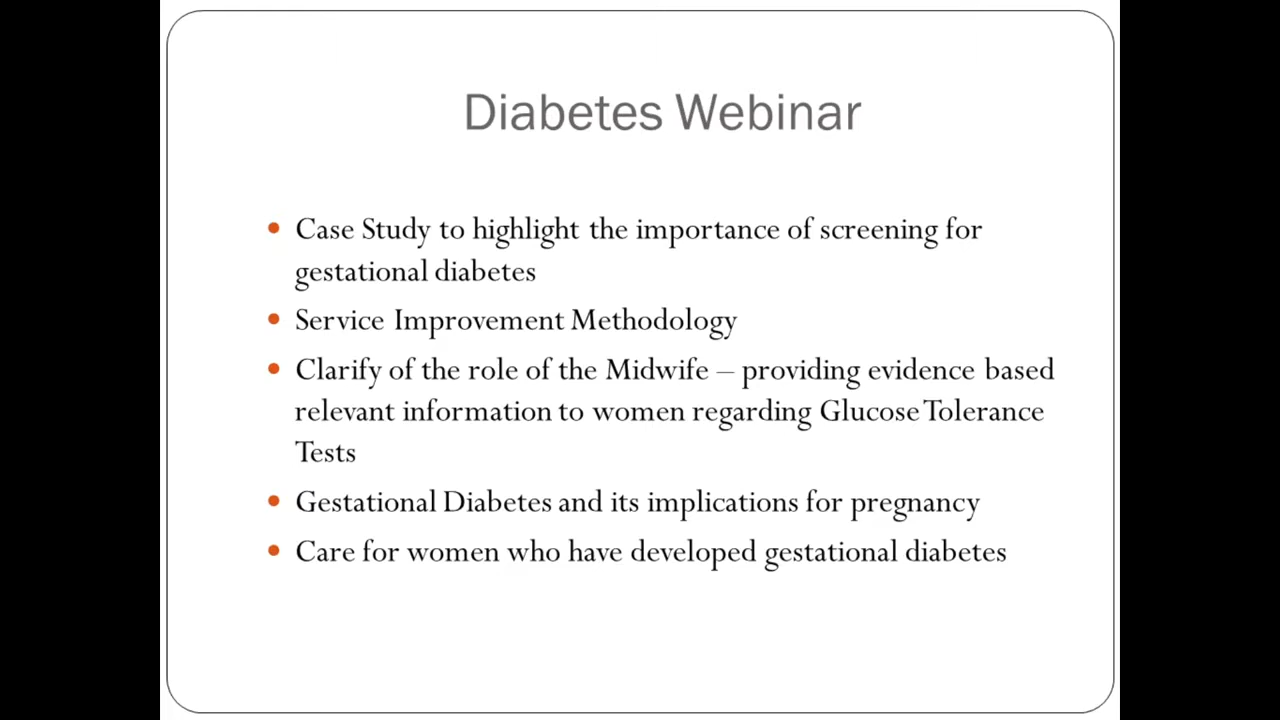 Diabetes Webinar
Case Study to highlight the importance of screening for
gestational diabetes
Service Improvement Methodology
Clarify of the role of the Midwife – providing evidence based
relevant information to women regarding Glucose Tolerance
Tests
Gestational Diabetes and its implications for pregnancy
Care for women who have developed gestational diabetes